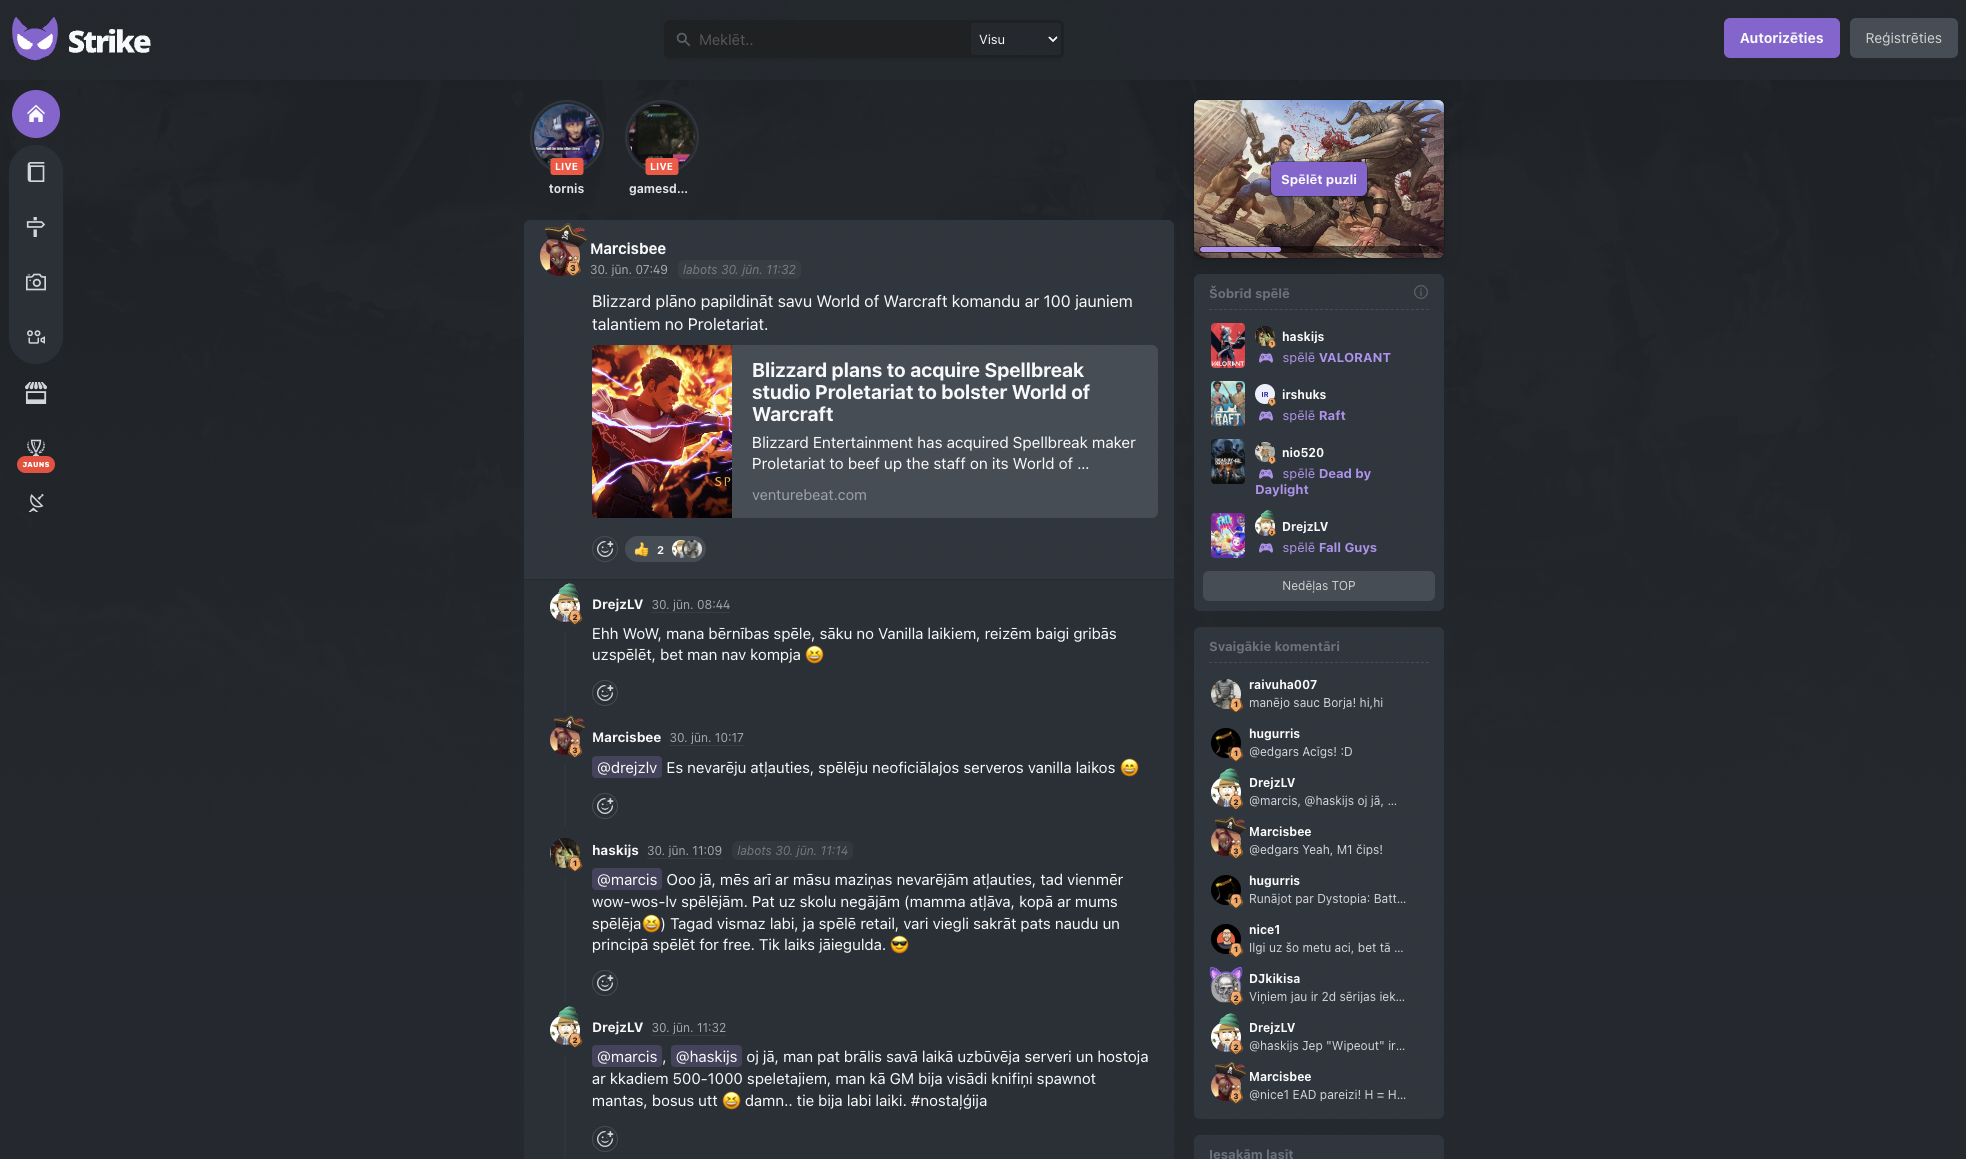 Strike
Meklēt..
Visu
Autorizēties
Reģistrēties
JAUNS
LIVE
tornis
LIVE
gamesd...
Marcisbee
30. jūn. 07:49 labots 30. jūn. 11:32
Blizzard plāno papildināt savu World of Warcraft komandu ar 100 jauniem
talantiem no Proletariat.
SP
Blizzard plans to acquire Spellbreak
studio Proletariat to bolster World of
Warcraft
Blizzard Entertainment has acquired Spellbreak maker
Proletariat to beef up the staff on its World of ...
venturebeat.com
👍 2
DrejzLV 30. jūn. 08:44
Ehh WoW, mana bērnības spēle, sāku no Vanilla laikiem, reizēm baigi gribās
uzspēlēt, bet man nav kompja 😆
Marcisbee 30. jūn. 10:17
@drejzlv Es nevarēju atļauties, spēlēju neoficiālajos serveros vanilla laikos 😄
haskijs 30. jūn. 11:09 labots 30. jūn. 11:14
@marcis Ooo jā, mēs arī ar māsu maziņas nevarējām atļauties, tad vienmēr
wow-wos-lv spēlējām. Pat uz skolu negājām (mamma atļāva, kopā ar mums
spēlēja😆) Tagad vismaz labi, ja spēlē retail, vari viegli sakrāt pats naudu un
principā spēlēt for free. Tik laiks jāiegulda. 😎
DrejzLV 30. jūn. 11:32
@marcis, @haskijs oj jā, man pat brālis savā laikā uzbūvēja serveri un hostoja
ar kkadiem 500-1000 speletajiem, man kā GM bija visādi knifiņi spawnot
mantas, bosus utt 😆 damn.. tie bija labi laiki. #nostaļģija
Spēlēt puzli
Šobrīd spēlē
VALORANT
haskijs
spēlē VALORANT
RAFT
IR
irshuks
spēlē Raft
nio520
spēlē Dead by
Daylight
DrejzLV
spēlē Fall Guys
Nedēļas TOP
Svaigākie komentāri
raivuha007
manējo sauc Borja! hi,hi
hugurris
@edgars Acīgs! :D
DrejzLV
@marcis, @haskijs oj jā, ...
Marcisbee
@edgars Yeah, M1 čips!
hugurris
Runājot par Dystopia: Batt...
nice1
Ilgi uz šo metu aci, bet tā ...
DJkikisa
Viņiem jau ir 2d sērijas iek...
DrejzLV
@haskijs Jep "Wipeout" ir...
Marcisbee
@nice1 EAD pareizi! H = H...
Iesakām lasīt